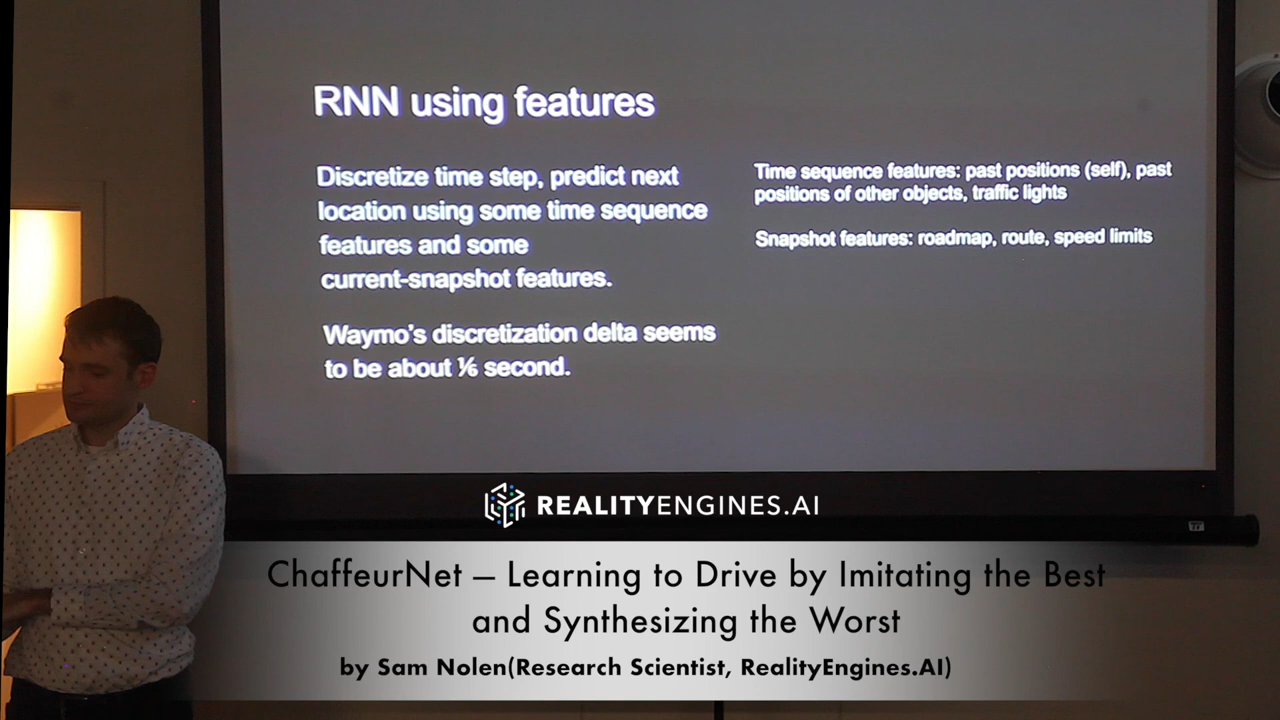 RNN using features
Discretize time step, predict next
location using some time sequence
features and some
current-snapshot features.
Waymo's discretization delta seems
to be about ⅙ second.
Time sequence features: past positions (self), past
positions of other objects, traffic lights
Snapshot features: roadmap, route, speed limits
REALITYENGINES.AI
ChaffeurNet — Learning to Drive by Imitating the Best
and Synthesizing the Worst
by Sam Nolen(Research Scientist, RealityEngines.AI)